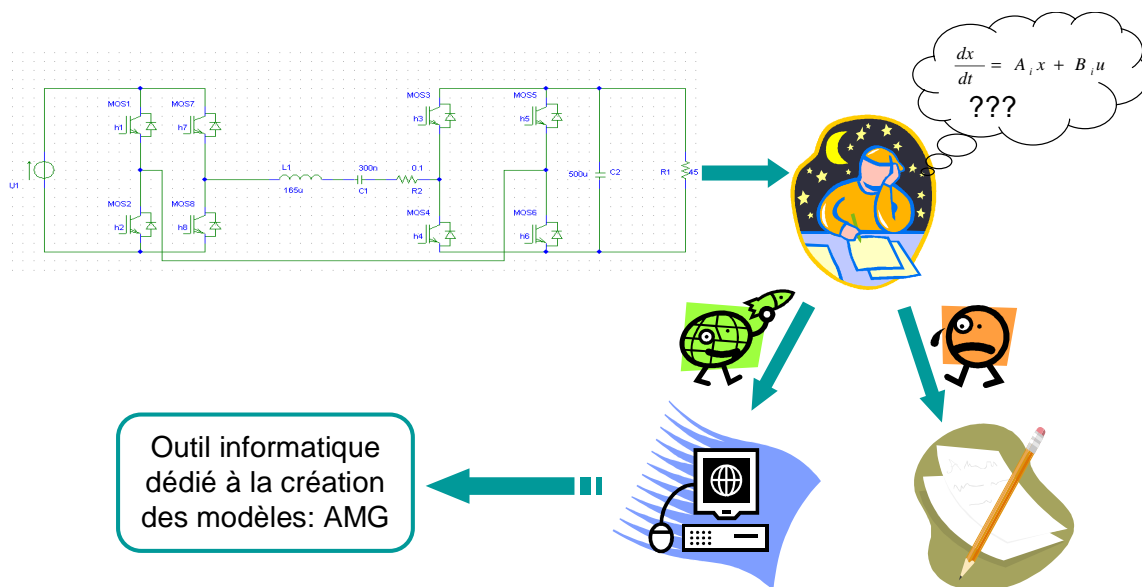 dx
dt = A i x + B i u
???
MOS1
MOS7
MOS3
MOS5
h1
h7
h3
h5
L1
300n
0.1
U1
165u
C1
R2
500u
C2
R1
45
MOS2
MOS8
MOS4
MOS6
h2
h8
h4
h6
Outil informatique
dédié à la création
des modèles: AMG